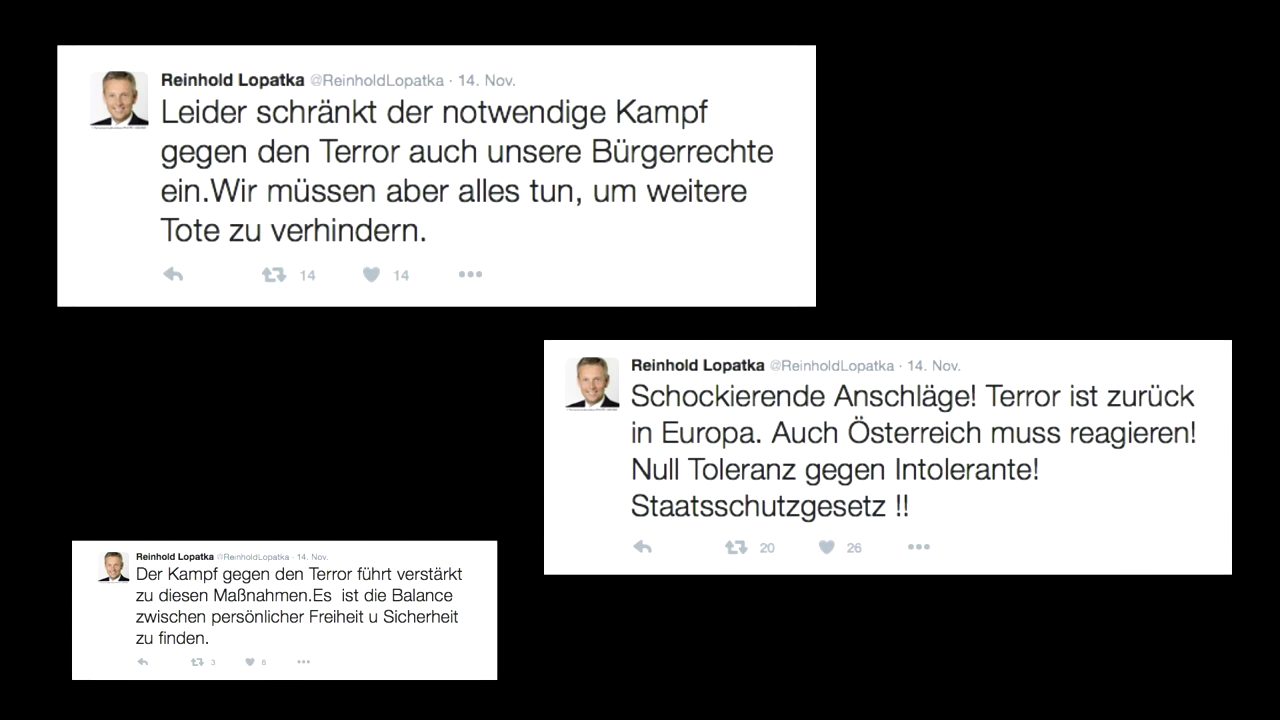 Reinhold Lopatka @ReinholdLopatka · 14. Nov.
Leider schränkt der notwendige Kampf
gegen den Terror auch unsere Bürgerrechte
ein.Wir müssen aber alles tun, um weitere
Tote zu verhindern.
14 14
Reinhold Lopatka @ReinholdLopatka · 14. Nov.
Schockierende Anschläge! Terror ist zurück
in Europa. Auch Österreich muss reagieren!
Null Toleranz gegen Intolerante!
Staatsschutzgesetz !!
20 26
Reinhold Lopatka @ReinholdLopatka · 14. Nov.
Der Kampf gegen den Terror führt verstärkt
zu diesen Maßnahmen.Es  ist die Balance
zwischen persönlicher Freiheit u Sicherheit
zu finden.
3 6